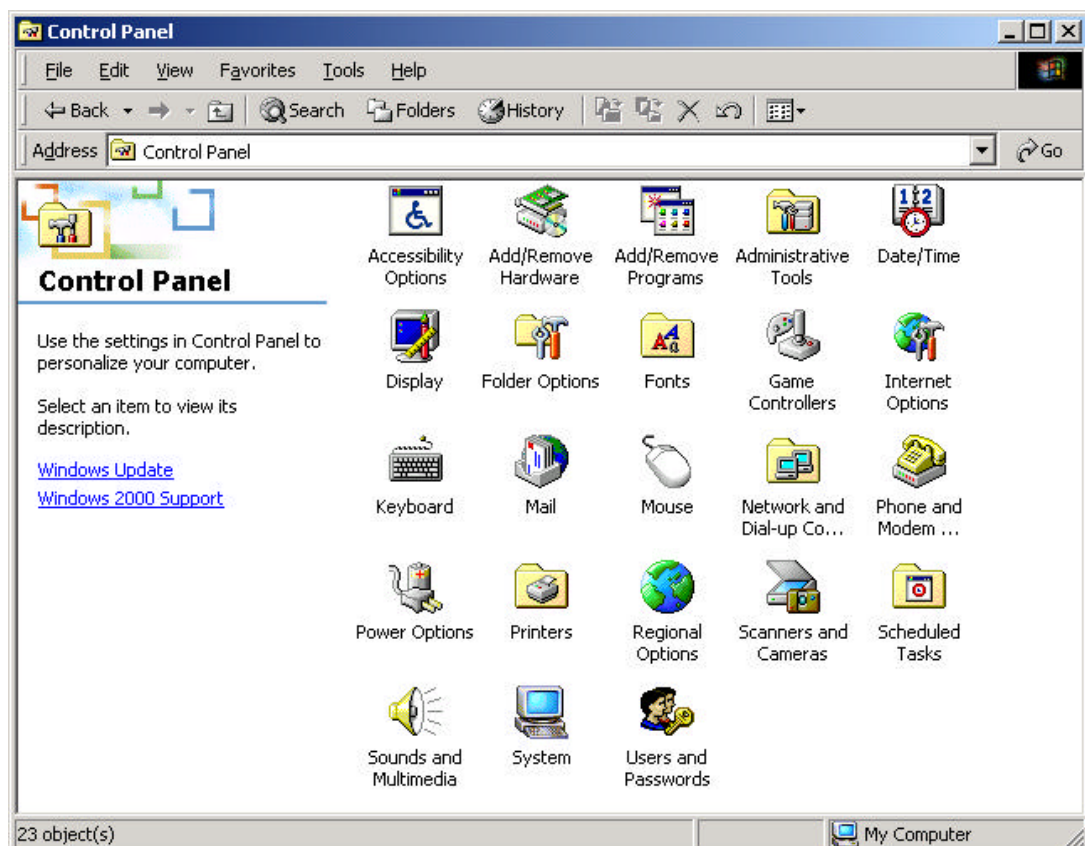 Control Panel
File Edit View Favorites Tools Help
Back Search Folders History
Address Control Panel Go
Control Panel
Use the settings in Control Panel to
personalize your computer.
Select an item to view its
description.
Windows Update
Windows 2000 Support
Accessibility
Options
Add/Remove
Hardware
Add/Remove
Programs
Administrative
Tools
Date/Time
Display
Folder Options
Fonts
Game
Controllers
Internet
Options
Keyboard
Mail
Mouse
Network and
Dial-up Co...
Phone and
Modem ...
Power Options
Printers
Regional
Options
Scanners and
Cameras
Scheduled
Tasks
Sounds and
Multimedia
System
Users and
Passwords
23 object(s)
My Computer